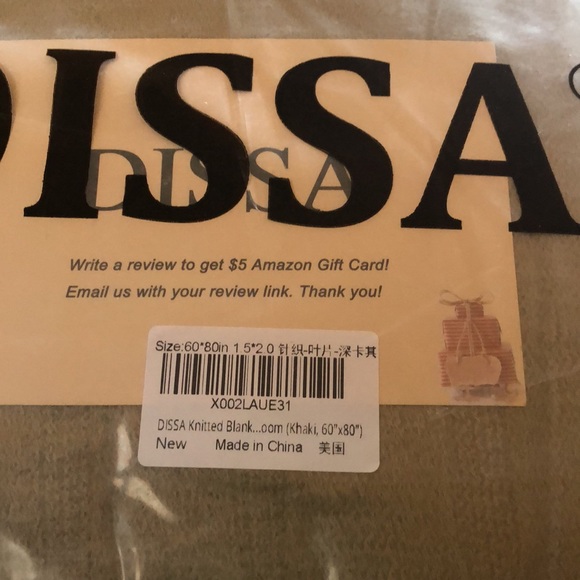 DISSA
DISSA
Write a review to get $5 Amazon Gift Card!
Email us with your review link. Thank you!
Size:60*80in 1.5*2.0 针织-叶片-深卡其
X002LAUE31
DISSA Knitted Blank...oom (Khaki, 60"x80")
New Made in China 美国